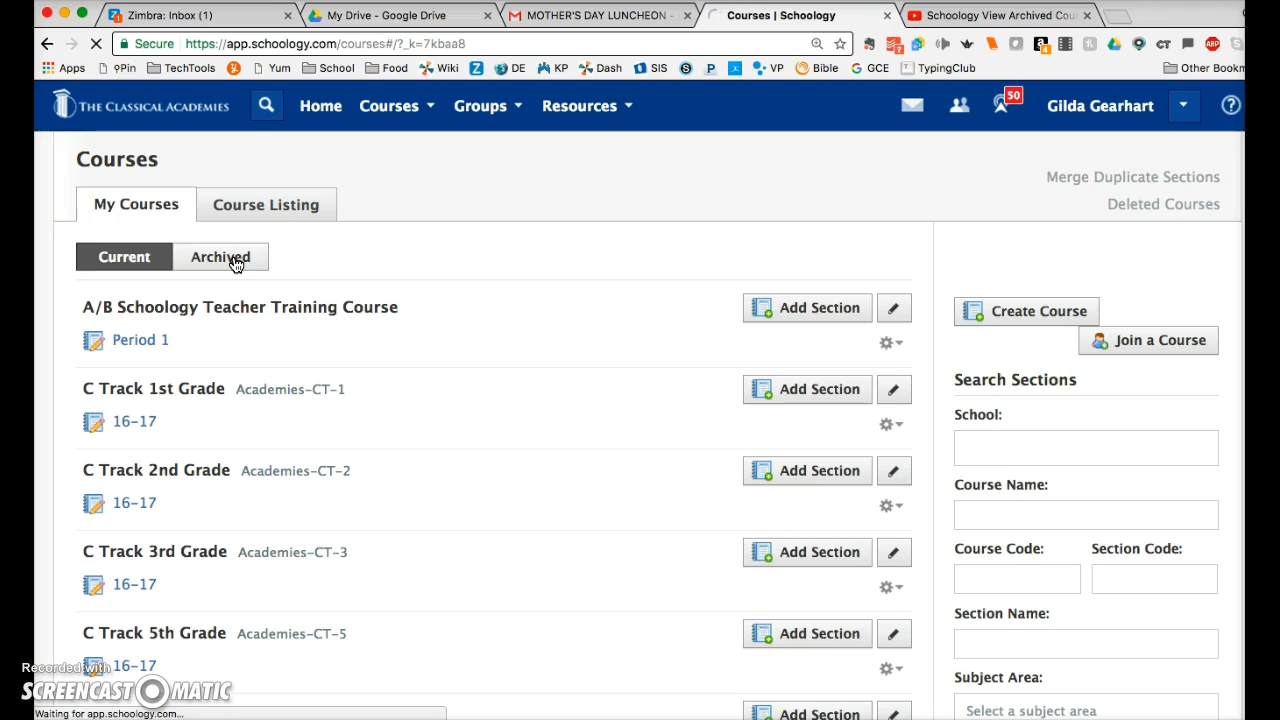 Zimbra: Inbox (1)
My Drive - Google Drive
MOTHER'S DAY LUNCHEON -
Courses | Schoology
Schoology View Archived Cou
Secure
https://app.schoology.com/courses#/?_k=7kbaa8
Apps
9Pin
TechTools
Yum
School
Food
Wiki
DE
KP
Dash
SIS
VP
Bible
GCE
TypingClub
Other Bookm
THE CLASSICAL ACADEMIES
Home
Courses
Groups
Resources
50
Gilda Gearhart
Courses
Merge Duplicate Sections
Deleted Courses
My Courses
Course Listing
Current
Archived
A/B Schoology Teacher Training Course
Add Section
Period 1
C Track 1st Grade Academies-CT-1
Add Section
16-17
C Track 2nd Grade Academies-CT-2
Add Section
16-17
C Track 3rd Grade Academies-CT-3
Add Section
16-17
C Track 5th Grade Academies-CT-5
Add Section
16-17
Add Section
Create Course
Join a Course
Search Sections
School:
Course Name:
Course Code:
Section Code:
Section Name:
Subject Area:
Select a subject area
Recorded with
SCREENCAST MATIC
Waiting for app.schoology.com...